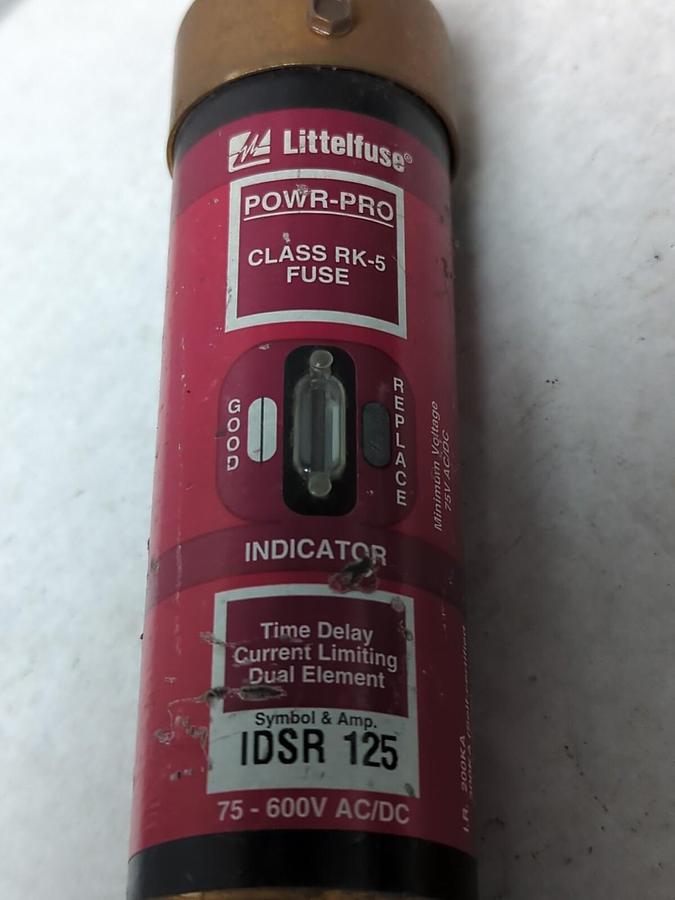 Littelfuse®
POWR-PRO
CLASS RK-5
FUSE
GOOD
REPLACE
Minimum Voltage
75V AC/DC
INDICATOR
Time Delay
Current Limiting
Dual Element
Symbol & Amp.
IDSR 125
75 - 600V AC/DC
I.R. 200KA